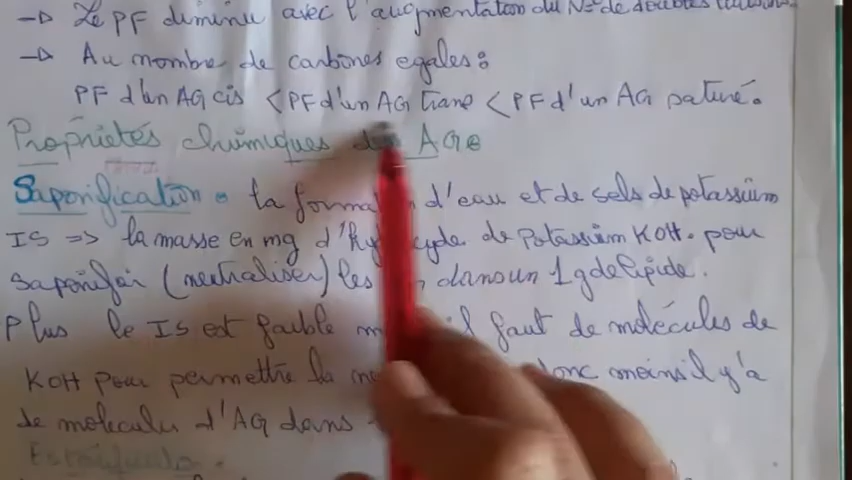 → Le PF diminue avec l'augmentation du Nbre de doubles liaisons
→ Au nombre de carbones egales:
PF d'un AG cis < PF d'un AG trans < PF d'un AG saturé.
Propriétés chimiques AG:
Saponification: la d'eau et de sels de potassium
IS => la masse en mg de Potassium KOH. pour
saponifier (neutraliser) les dans un 1g de lipide.
Plus le IS est faible il faut de molécules de
KOH pour permettre la donc moins il y'a
de molecules d'AG dans